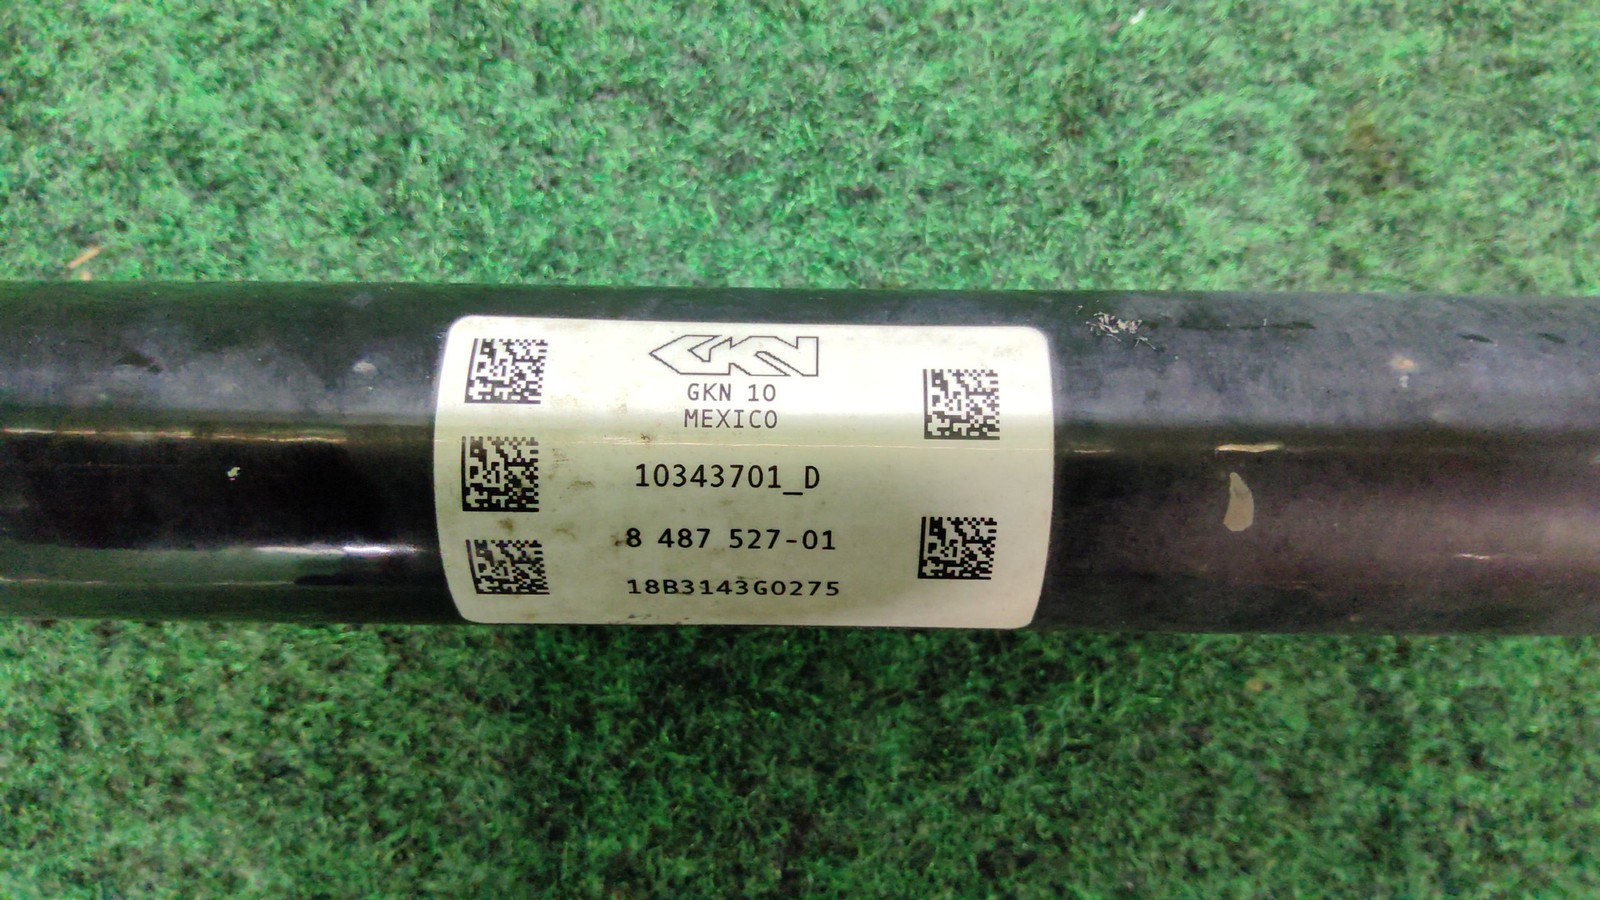 GKN
GKN 10
MEXICO
10343701_D
8 487 527-01
18B3143G0275